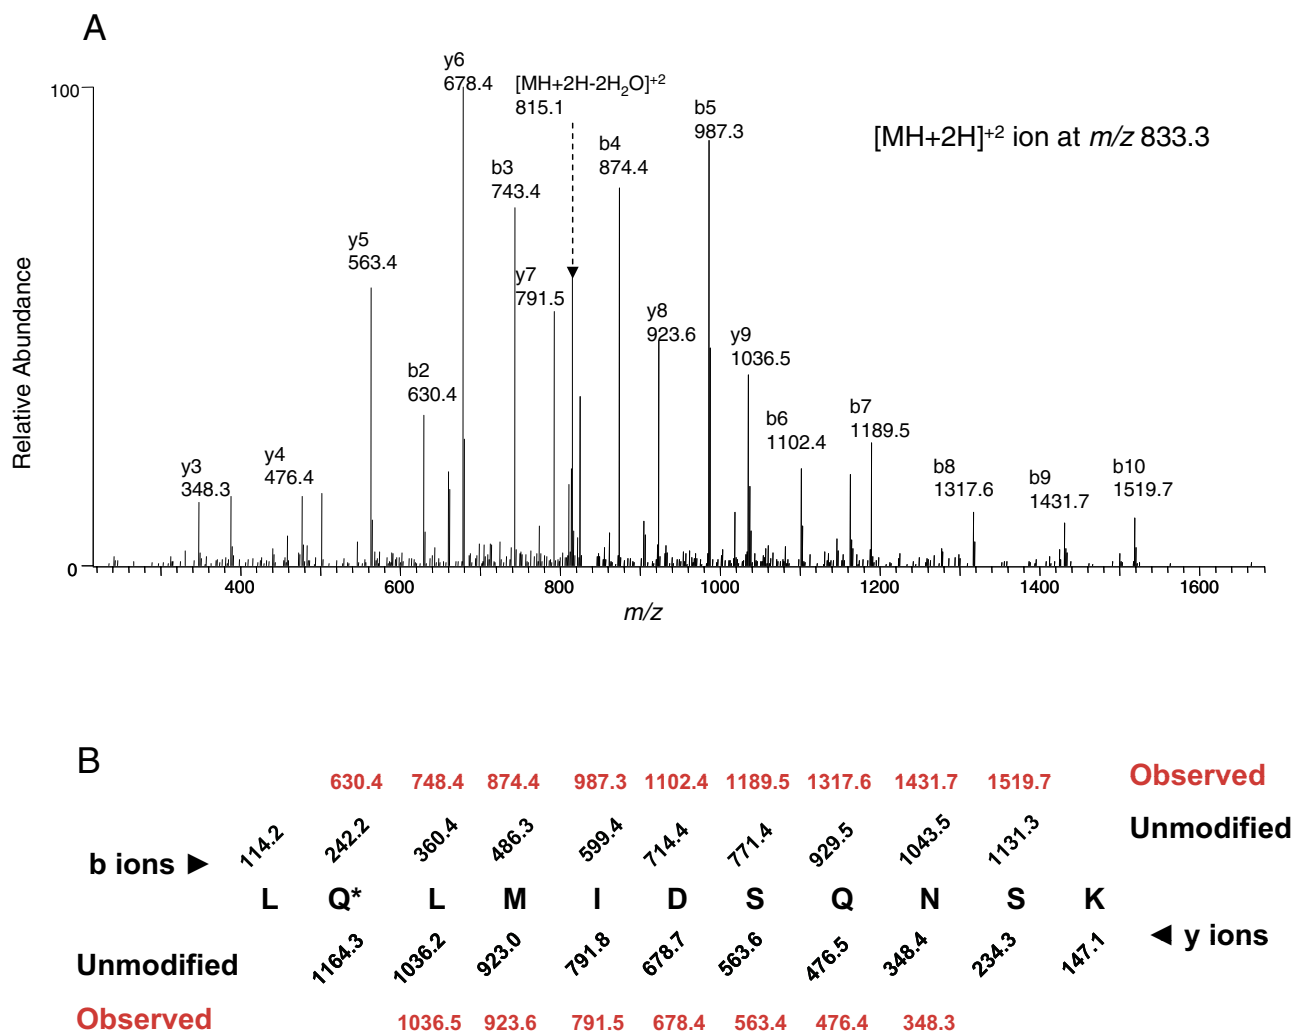 A
100
0
Relative Abundance
y3
348.3
y4
476.4
y5
563.4
b2
630.4
y6
678.4
b3
743.4
[MH+2H-2H2O]+2
815.1
y7
791.5
b4
874.4
y8
923.6
b5
987.3
y9
1036.5
b6
1102.4
b7
1189.5
b8
1317.6
b9
1431.7
b10
1519.7
[MH+2H]+2 ion at m/z 833.3
400 600 800 1000 1200 1400 1600
m/z
B
630.4 748.4 874.4 987.3 1102.4 1189.5 1317.6 1431.7 1519.7 Observed
114.2 242.2 360.4 486.3 599.4 714.4 771.4 929.5 1043.5 1131.3 Unmodified
b ions ►
L Q* L M I D S Q N S K
◄ y ions
Unmodified 1164.3 1036.2 923.0 791.8 678.7 563.6 476.5 348.4 234.3 147.1
Observed 1036.5 923.6 791.5 678.4 563.4 476.4 348.3